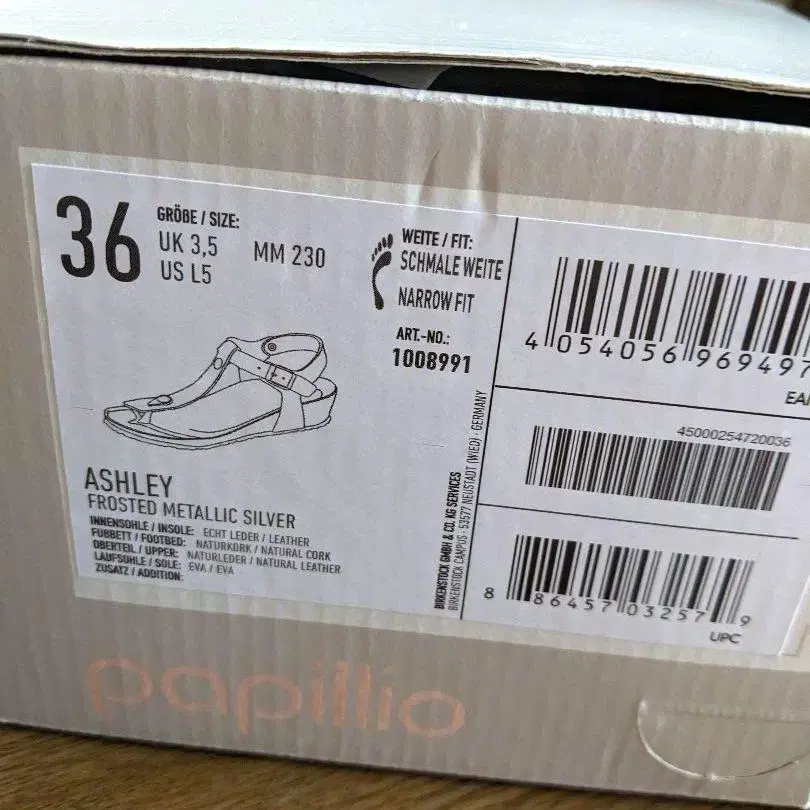 36
GRÖBE / SIZE:
UK 3,5
US L5
MM 230
WEITE / FIT:
SCHMALE WEITE
NARROW FIT
ART.-NO.:
1008991
ASHLEY
FROSTED METALLIC SILVER
INNENSOHLE / INSOLE: ECHT LEDER / LEATHER
FUßBETT / FOOTBED: NATURKORK / NATURAL CORK
OBERTEIL / UPPER: NATURLEDER / NATURAL LEATHER
LAUFSOHLE / SOLE: EVA / EVA
ZUSATZ / ADDITION:
BIRKENSTOCK GMBH & CO. KG SERVICES
BIRKENSTOCK CAMPUS · 53577 NEUSTADT (WIED) · GERMANY
4 054056 969497
EAN
45000254720036
8 86457 03257 9
UPC
papillio